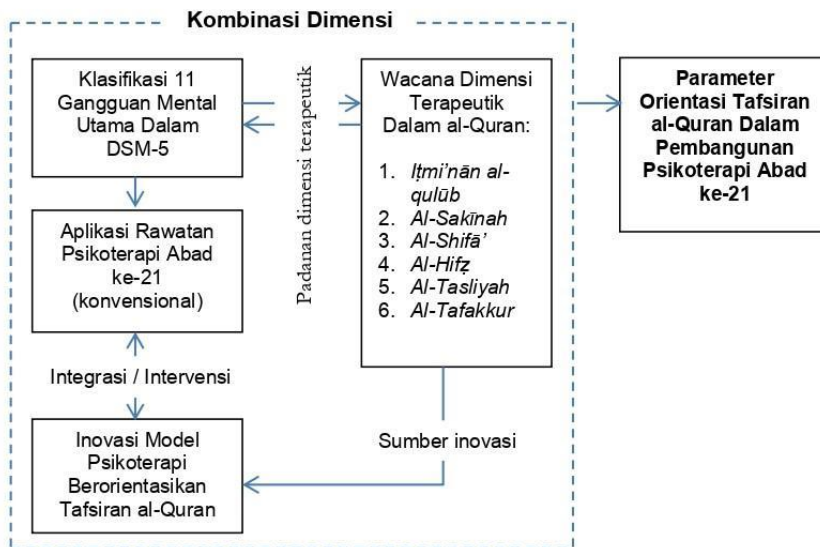 Kombinasi Dimensi
Klasifikasi 11
Gangguan Mental
Utama Dalam
DSM-5
Padanan dimensi terapeutik
Wacana Dimensi
Terapeutik
Dalam al-Quran:
1. Iṭmi’nān al-
qulūb
2. Al-Sakīnah
3. Al-Shifā’
4. Al-Hifẓ
5. Al-Tasliyah
6. Al-Tafakkur
Parameter
Orientasi Tafsiran
al-Quran Dalam
Pembangunan
Psikoterapi Abad
ke-21
Aplikasi Rawatan
Psikoterapi Abad
ke-21
(konvensional)
Integrasi / Intervensi
Inovasi Model
Psikoterapi
Berorientasikan
Tafsiran al-Quran
Sumber inovasi